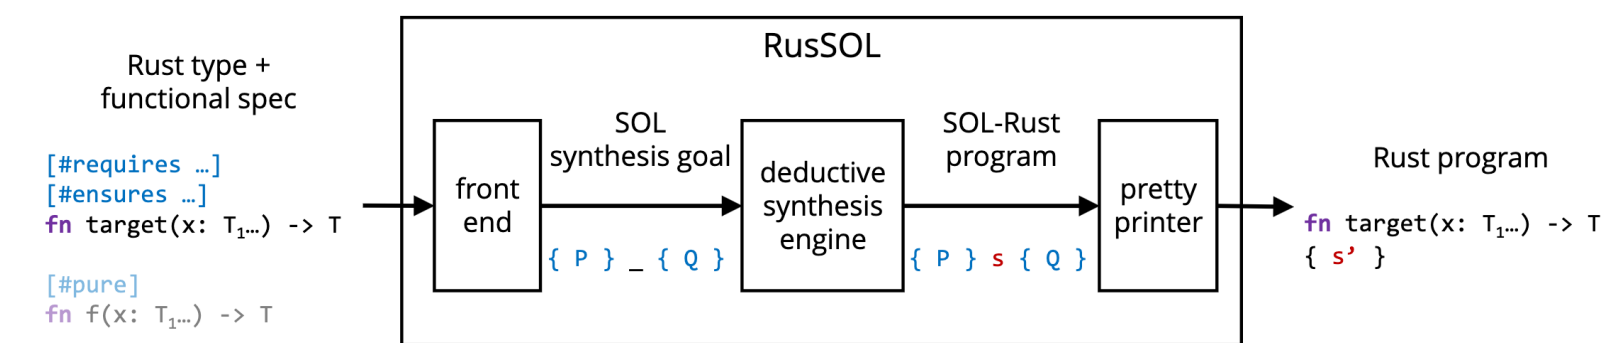 RusSOL
Rust type +
functional spec
[#requires …]
[#ensures …]
fn target(x: T₁…) -> T
[#pure]
fn f(x: T₁…) -> T
front
end
SOL
synthesis goal
{ P } _ { Q }
deductive
synthesis
engine
SOL-Rust
program
{ P } s { Q }
pretty
printer
Rust program
fn target(x: T₁…) -> T
{ s’ }